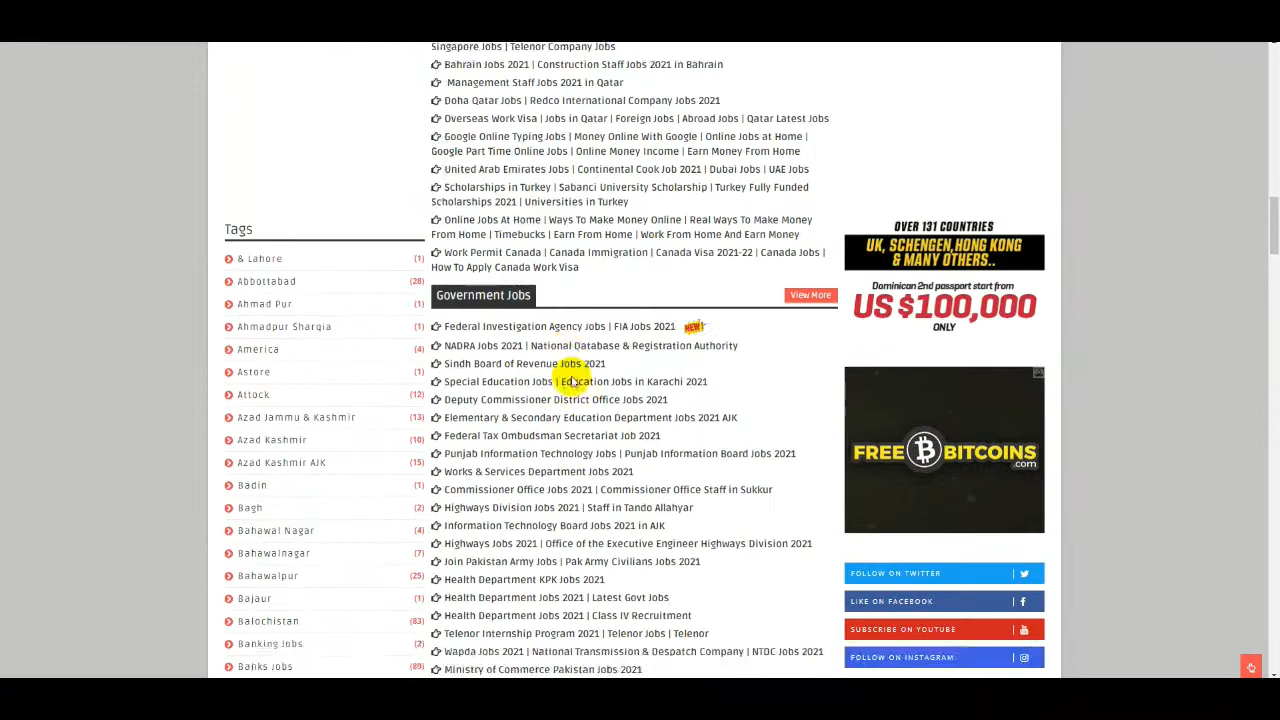 Singapore Jobs | Telenor Company Jobs
Bahrain Jobs 2021 | Construction Staff Jobs 2021 in Bahrain
Management Staff Jobs 2021 in Qatar
Doha Qatar Jobs | Redco International Company Jobs 2021
Overseas Work Visa | Jobs in Qatar | Foreign Jobs | Abroad Jobs | Qatar Latest Jobs
Google Online Typing Jobs | Money Online With Google | Online Jobs at Home |
Google Part Time Online Jobs | Online Money Income | Earn Money From Home
United Arab Emirates Jobs | Continental Cook Job 2021 | Dubai Jobs | UAE Jobs
Scholarships in Turkey | Sabanci University Scholarship | Turkey Fully Funded
Scholarships 2021 | Universities in Turkey
Online Jobs At Home | Ways To Make Money Online | Real Ways To Make Money
From Home | Timebucks | Earn From Home | Work From Home And Earn Money
Work Permit Canada | Canada Immigration | Canada Visa 2021-22 | Canada Jobs |
How To Apply Canada Work Visa
Government Jobs
View More
Federal Investigation Agency Jobs | FIA Jobs 2021 NEW!
NADRA Jobs 2021 | National Database & Registration Authority
Sindh Board of Revenue Jobs 2021
Special Education Jobs | Education Jobs in Karachi 2021
Deputy Commissioner District Office Jobs 2021
Elementary & Secondary Education Department Jobs 2021 AJK
Federal Tax Ombudsman Secretariat Job 2021
Punjab Information Technology Jobs | Punjab Information Board Jobs 2021
Works & Services Department Jobs 2021
Commissioner Office Jobs 2021 | Commissioner Office Staff in Sukkur
Highways Division Jobs 2021 | Staff in Tando Allahyar
Information Technology Board Jobs 2021 in AJK
Highways Jobs 2021 | Office of the Executive Engineer Highways Division 2021
Join Pakistan Army Jobs | Pak Army Civilians Jobs 2021
Health Department KPK Jobs 2021
Health Department Jobs 2021 | Latest Govt Jobs
Health Department Jobs 2021 | Class IV Recruitment
Telenor Internship Program 2021 | Telenor Jobs | Telenor
Wapda Jobs 2021 | National Transmission & Despatch Company | NTDC Jobs 2021
Ministry of Commerce Pakistan Jobs 2021
Tags
& Lahore (1)
Abbottabad (28)
Ahmad Pur (1)
Ahmadpur Sharqia (1)
America (4)
Astore (1)
Attock (12)
Azad Jammu & Kashmir (13)
Azad Kashmir (10)
Azad Kashmir AJK (15)
Badin (1)
Bagh (2)
Bahawal Nagar (4)
Bahawalnagar (7)
Bahawalpur (25)
Bajaur (1)
Balochistan (83)
Banking Jobs (2)
Banks Jobs (89)
OVER 131 COUNTRIES
UK, SCHENGEN,HONG KONG
& MANY OTHERS..
Dominican 2nd passport start from
US $100,000
ONLY
FREE BITCOINS
.com
FOLLOW ON TWITTER
LIKE ON FACEBOOK
SUBSCRIBE ON YOUTUBE
FOLLOW ON INSTAGRAM